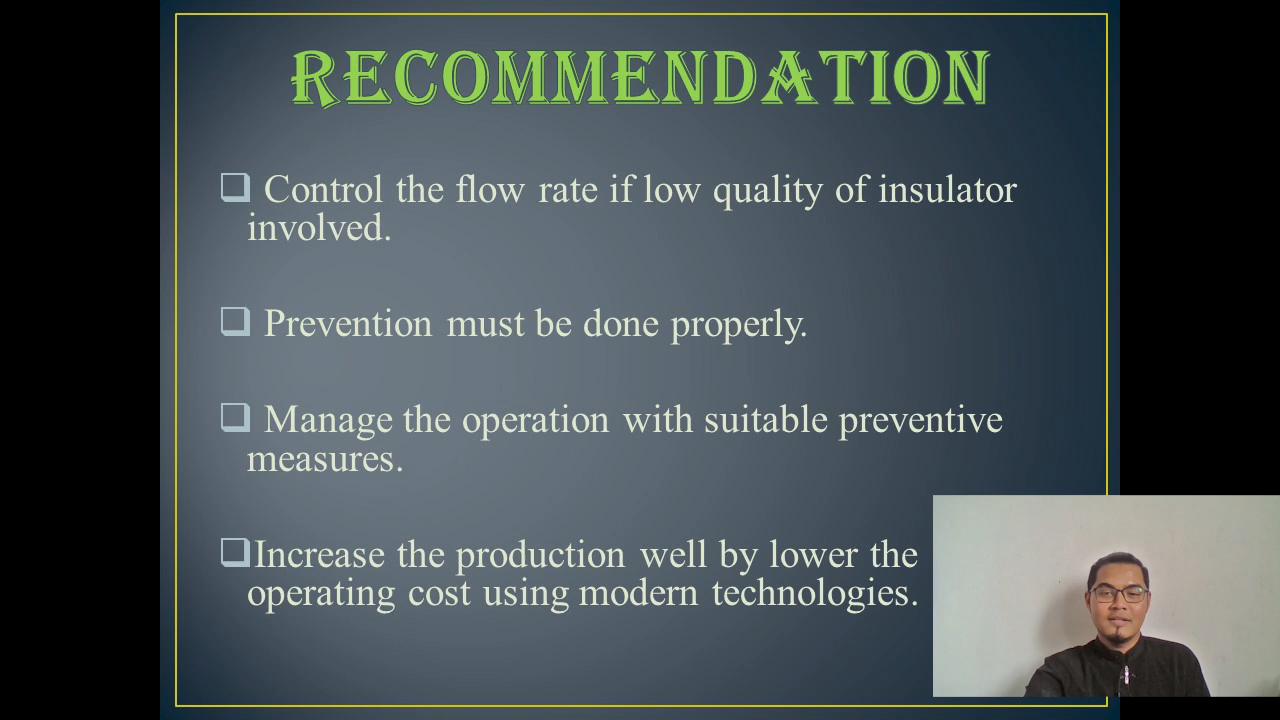 RECOMMENDATION
Control the flow rate if low quality of insulator
involved.
Prevention must be done properly.
Manage the operation with suitable preventive
measures.
Increase the production well by lower the
operating cost using modern technologies.